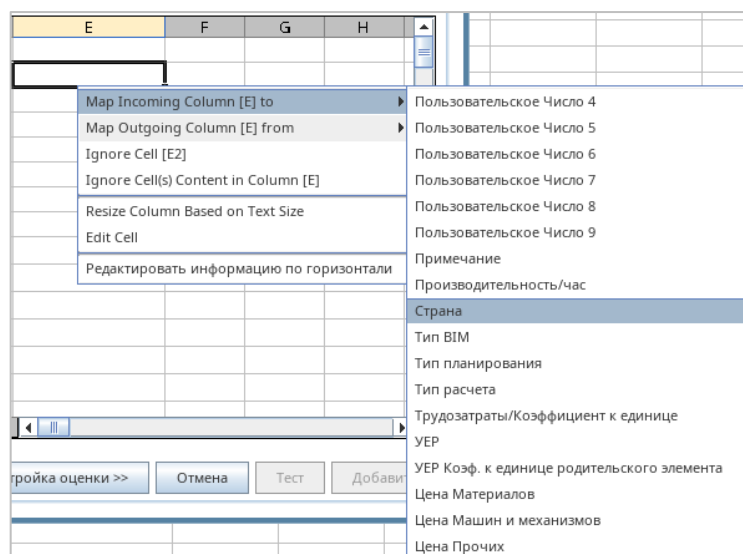 E F G H
Map Incoming Column [E] to
Map Outgoing Column [E] from
Ignore Cell [E2]
Ignore Cell(s) Content in Column [E]
Resize Column Based on Text Size
Edit Cell
Редактировать информацию по горизонтали
Пользовательское Число 4
Пользовательское Число 5
Пользовательское Число 6
Пользовательское Число 7
Пользовательское Число 8
Пользовательское Число 9
Примечание
Производительность/час
Страна
Тип BIM
Тип планирования
Тип расчета
Трудозатраты/Коэффициент к единице
УЕР
УЕР Коэф. к единице родительского элемента
Цена Материалов
Цена Машин и механизмов
Цена Прочих
тройка оценки >> Отмена Тест Добави